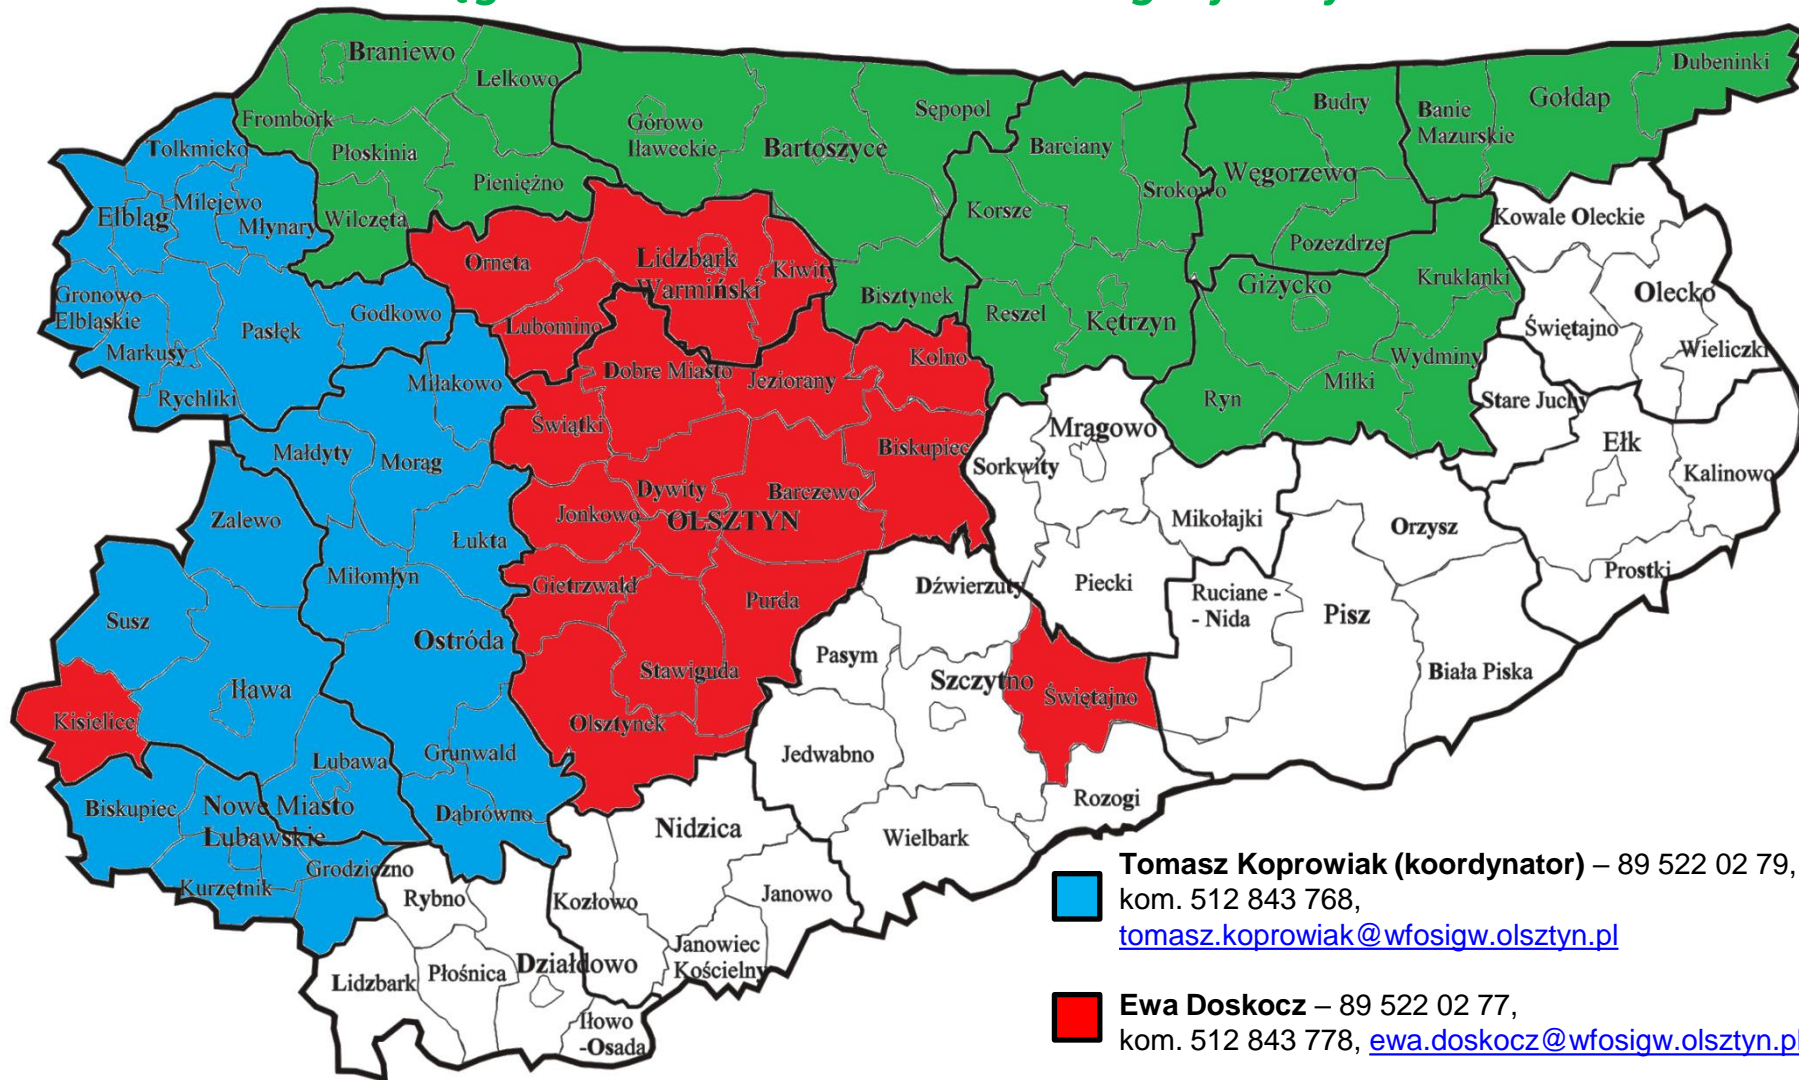 Braniewo
Lelkowo
Dubeninki
Gołdap
Budry
Banie
Mazurskie
Sępopol
Frombork
Górowo
Iławeckie
Bartoszyce
Barciany
Tolkmicko
Płoskinia
Pieniężno
Węgorzewo
Srokowo
Milejewo
Elbląg
Młynary
Wilczęta
Korsze
Kowale Oleckie
Pozezdrze
Orneta
Lidzbark
Warmiński
Kiwity
Kruklanki
Giżycko
Gronowo
Elbląskie
Bisztynek
Olecko
Godkowo
Reszel
Kętrzyn
Pasłęk
Lubomino
Świętajno
Markusy
Wieliczki
Wydminy
Kolno
Dobre Miasto
Jeziorany
Miłakowo
Miłki
Rychliki
Ryn
Stare Juchy
Świątki
Mrągowo
Ełk
Małdyty
Morąg
Biskupiec
Sorkwity
Kalinowo
Dywity
Barczewo
Jonkowo
OLSZTYN
Zalewo
Mikołajki
Orzysz
Łukta
Miłomłyn
Gietrzwałd
Dźwierzuty
Piecki
Prostki
Purda
Ruciane -
- Nida
Susz
Pisz
Ostróda
Pasym
Stawiguda
Szczytno
Biała Piska
Iława
Świętajno
Kisielice
Olsztynek
Grunwald
Jedwabno
Lubawa
Rozogi
Biskupiec
Nowe Miasto
Lubawskie
Dąbrówno
Nidzica
Wielbark
Grodziczno
Kurzętnik
Rybno
Kozłowo
Janowo
Janowiec
Kościelny
Lidzbark
Płośnica
Działdowo
Iłowo
-Osada
Tomasz Koprowiak (koordynator) – 89 522 02 79,
kom. 512 843 768,
tomasz.koprowiak@wfosigw.olsztyn.pl
Ewa Doskocz – 89 522 02 77,
kom. 512 843 778, ewa.doskocz@wfosigw.olsztyn.pl